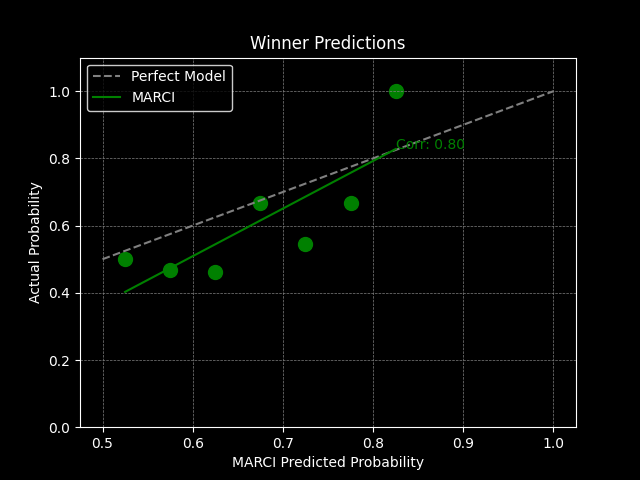 Winner Predictions
Perfect Model
MARCI
Corr: 0.80
1.0
0.8
0.6
0.4
0.2
0.0
Actual Probability
0.5 0.6 0.7 0.8 0.9 1.0
MARCI Predicted Probability